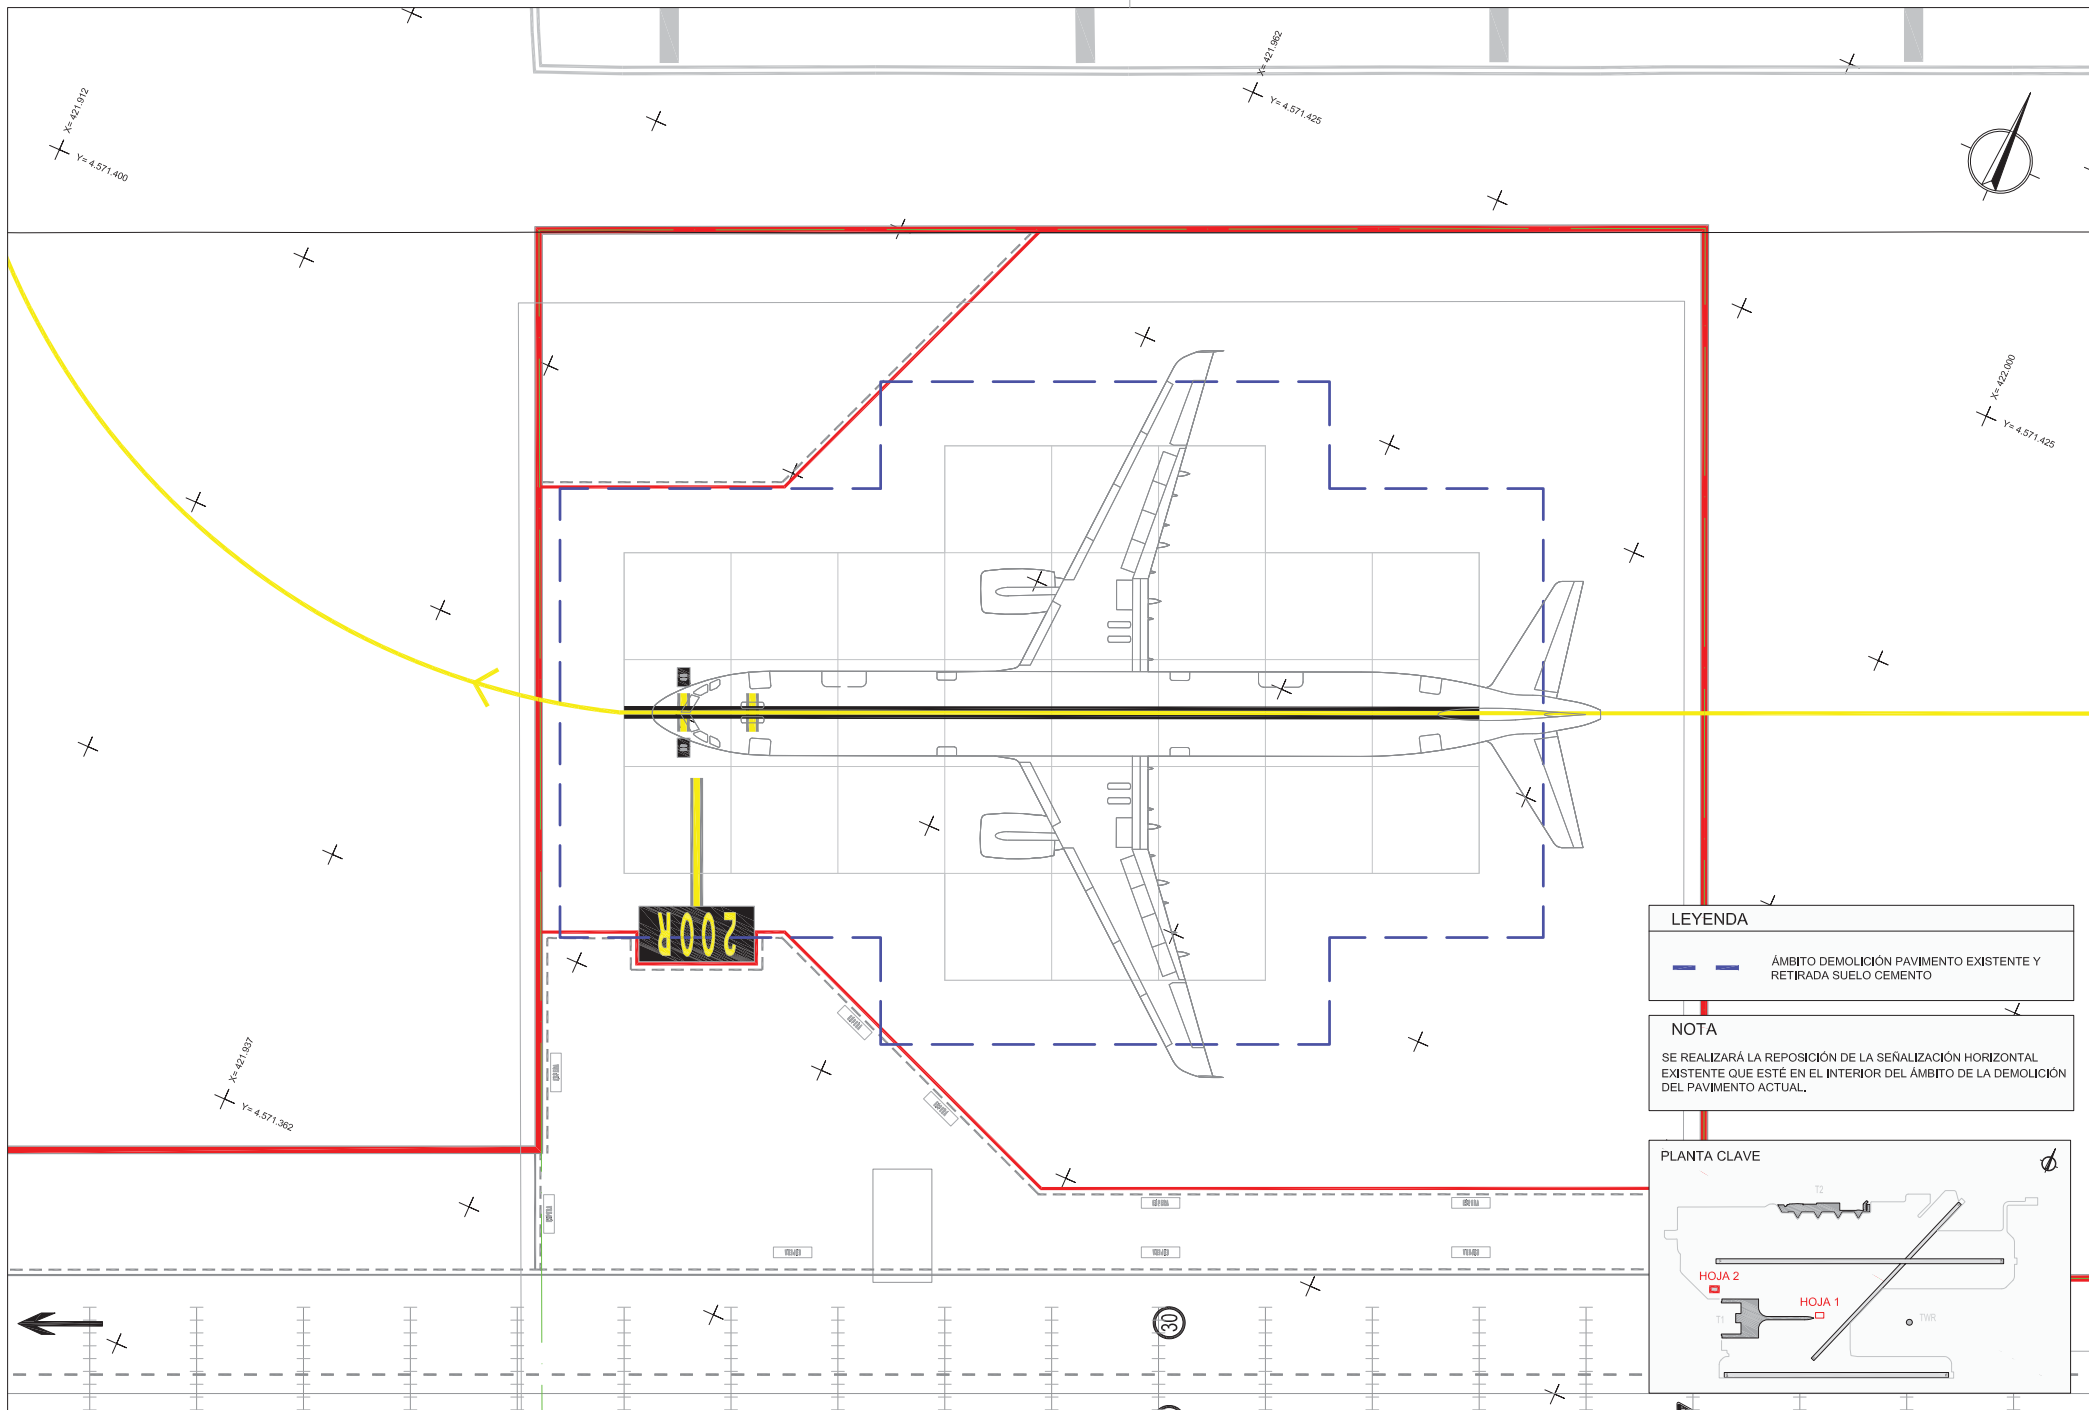 X= 421.912
Y= 4.571.400
X= 421.962
Y= 4.571.425
X= 422.000
Y= 4.571.425
200R
X= 421.937
Y= 4.571.362
30
LEYENDA
ÁMBITO DEMOLICIÓN PAVIMENTO EXISTENTE Y
RETIRADA SUELO CEMENTO
NOTA
SE REALIZARÁ LA REPOSICIÓN DE LA SEÑALIZACIÓN HORIZONTAL
EXISTENTE QUE ESTÉ EN EL INTERIOR DEL ÁMBITO DE LA DEMOLICIÓN
DEL PAVIMENTO ACTUAL.
PLANTA CLAVE
T2
HOJA 2
HOJA 1
T1
TWR